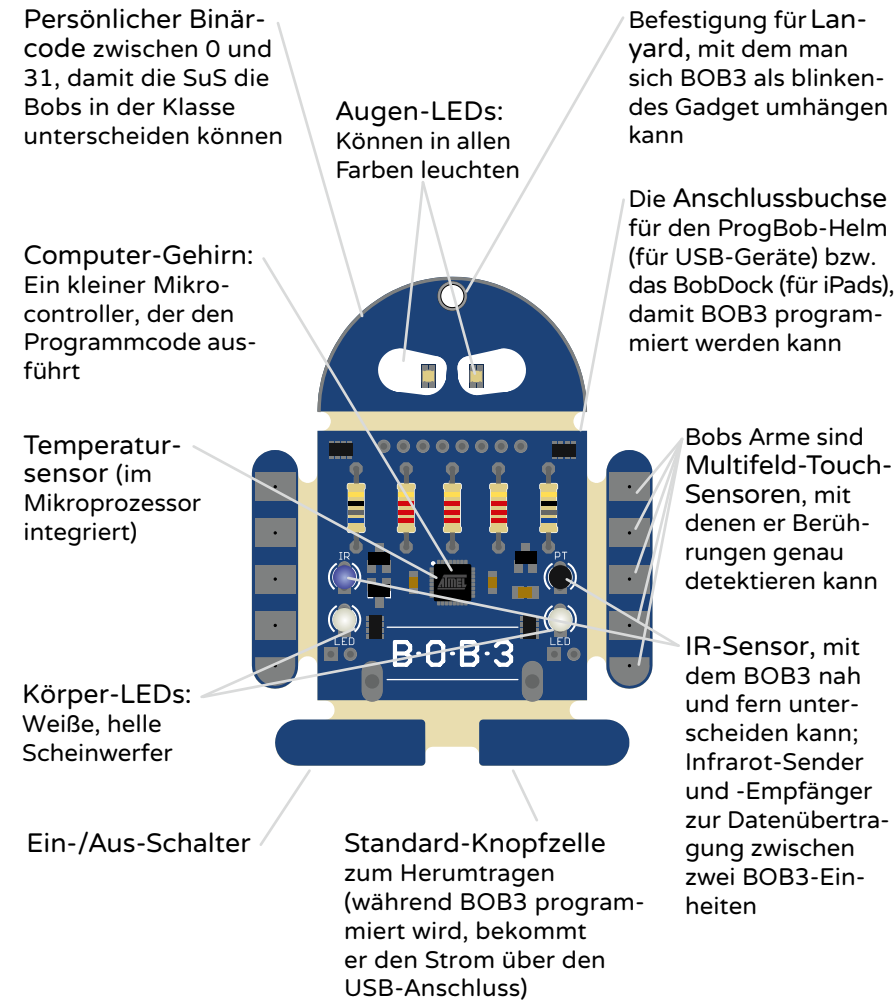 Persönlicher Binär-
code zwischen 0 und
31, damit die SuS die
Bobs in der Klasse
unterscheiden können
Augen-LEDs:
Können in allen
Farben leuchten
Befestigung für Lan-
yard, mit dem man
sich BOB3 als blinken-
des Gadget umhängen
kann
Die Anschlussbuchse
für den ProgBob-Helm
(für USB-Geräte) bzw.
das BobDock (für iPads),
damit BOB3 program-
miert werden kann
Computer-Gehirn:
Ein kleiner Mikro-
controller, der den
Programmcode aus-
führt
Temperatur-
sensor (im
Mikroprozessor
integriert)
Bobs Arme sind
Multifeld-Touch-
Sensoren, mit
denen er Berüh-
rungen genau
detektieren kann
IR
PT
ATMEL
LED
LED
B·O·B·3
IR-Sensor, mit
dem BOB3 nah
und fern unter-
scheiden kann;
Infrarot-Sender
und -Empfänger
zur Datenübertra-
gung zwischen
zwei BOB3-Ein-
heiten
Körper-LEDs:
Weiße, helle
Scheinwerfer
Ein-/Aus-Schalter
Standard-Knopfzelle
zum Herumtragen
(während BOB3 program-
miert wird, bekommt
er den Strom über den
USB-Anschluss)